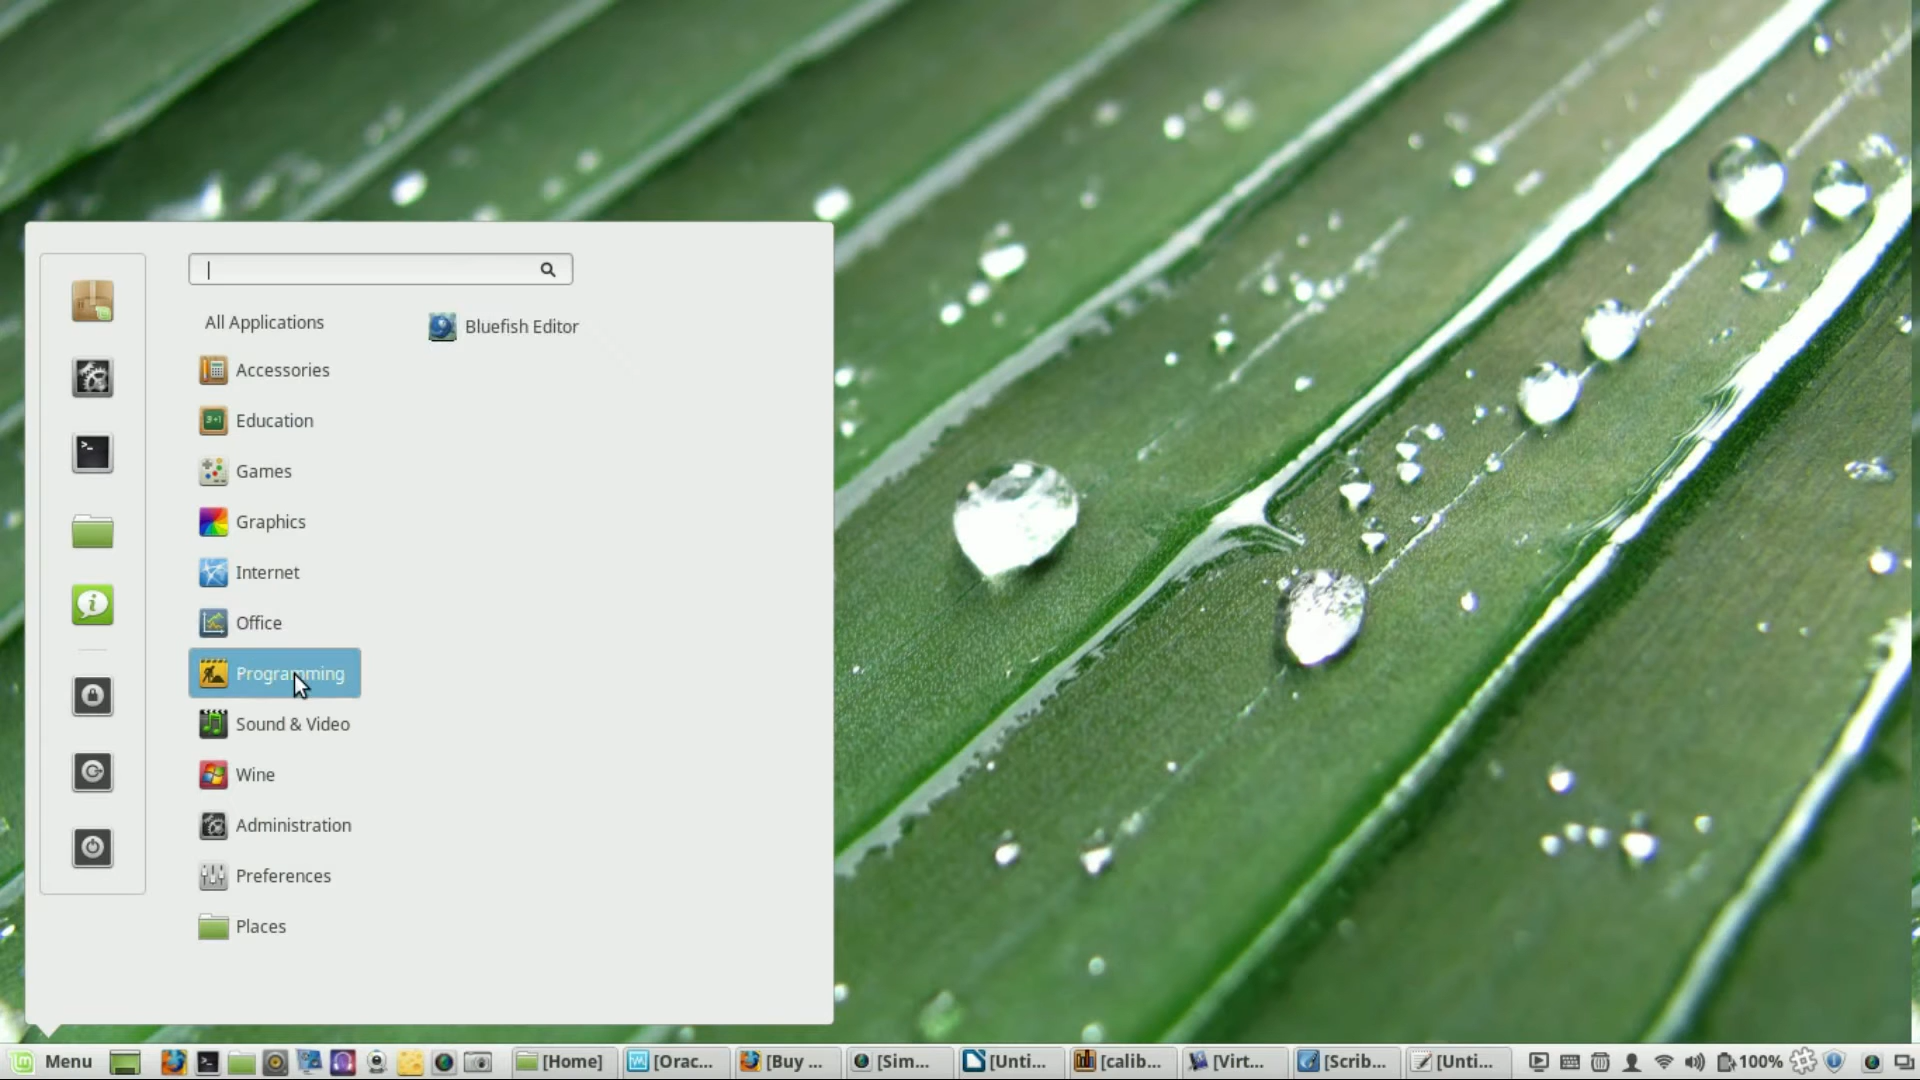 All Applications
Bluefish Editor
Accessories
Education
Games
Graphics
Internet
Office
Programming
Sound & Video
Wine
Administration
Preferences
Places
Menu
[Home]
[Orac...
[Buy ...
[Sim...
[Unti...
[calib...
[Virt...
[Scrib...
[Unti...
100%